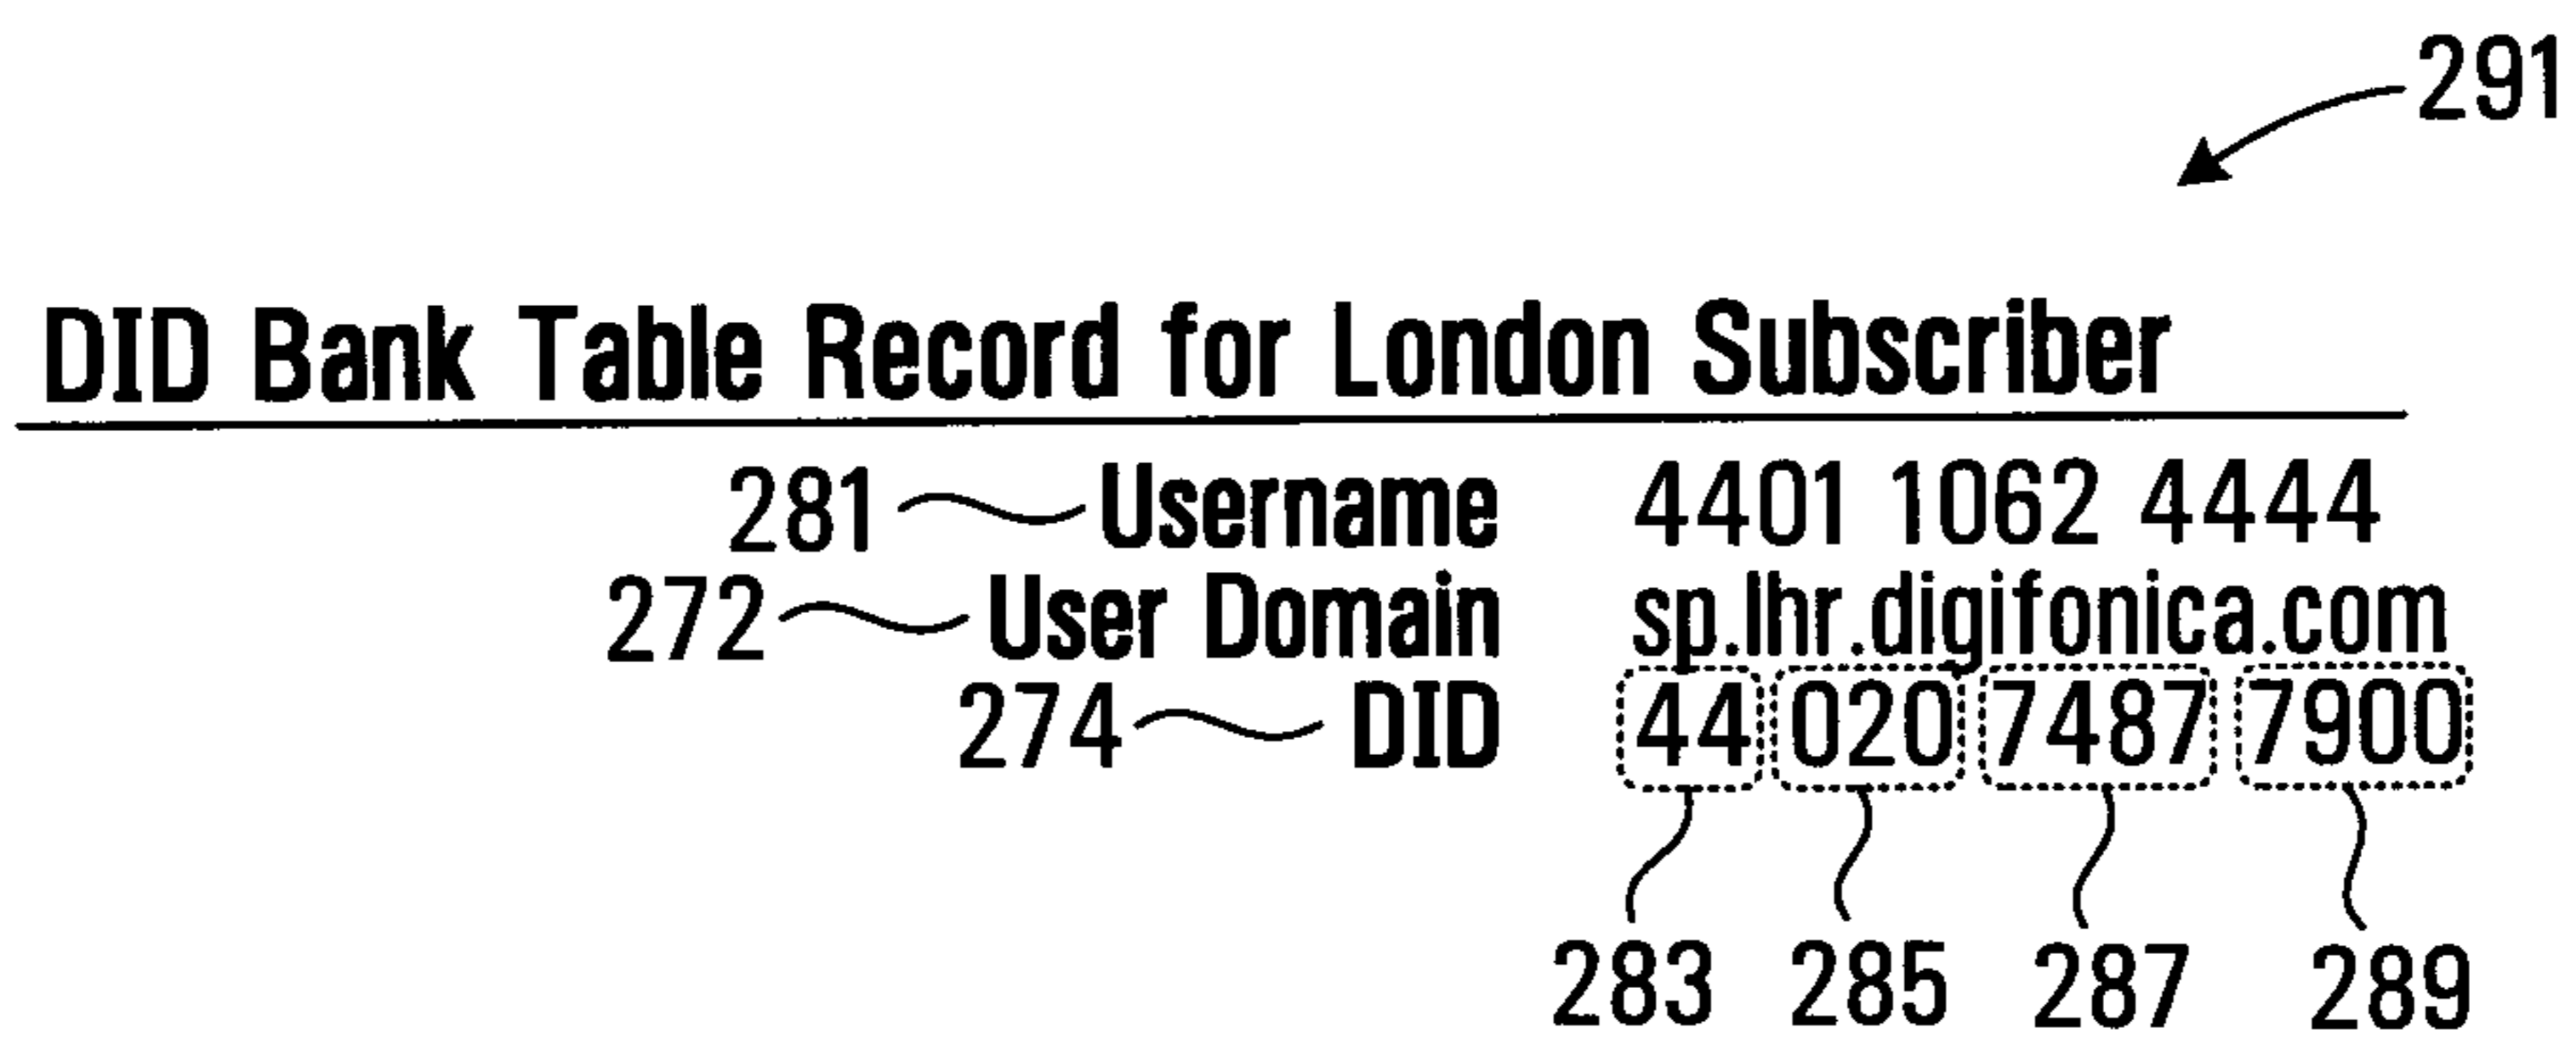 291
DID Bank Table Record for London Subscriber
281 Username 4401 1062 4444
272 User Domain sp.lhr.digifonica.com
274 DID 44 020 7487 7900
283 285 287 289